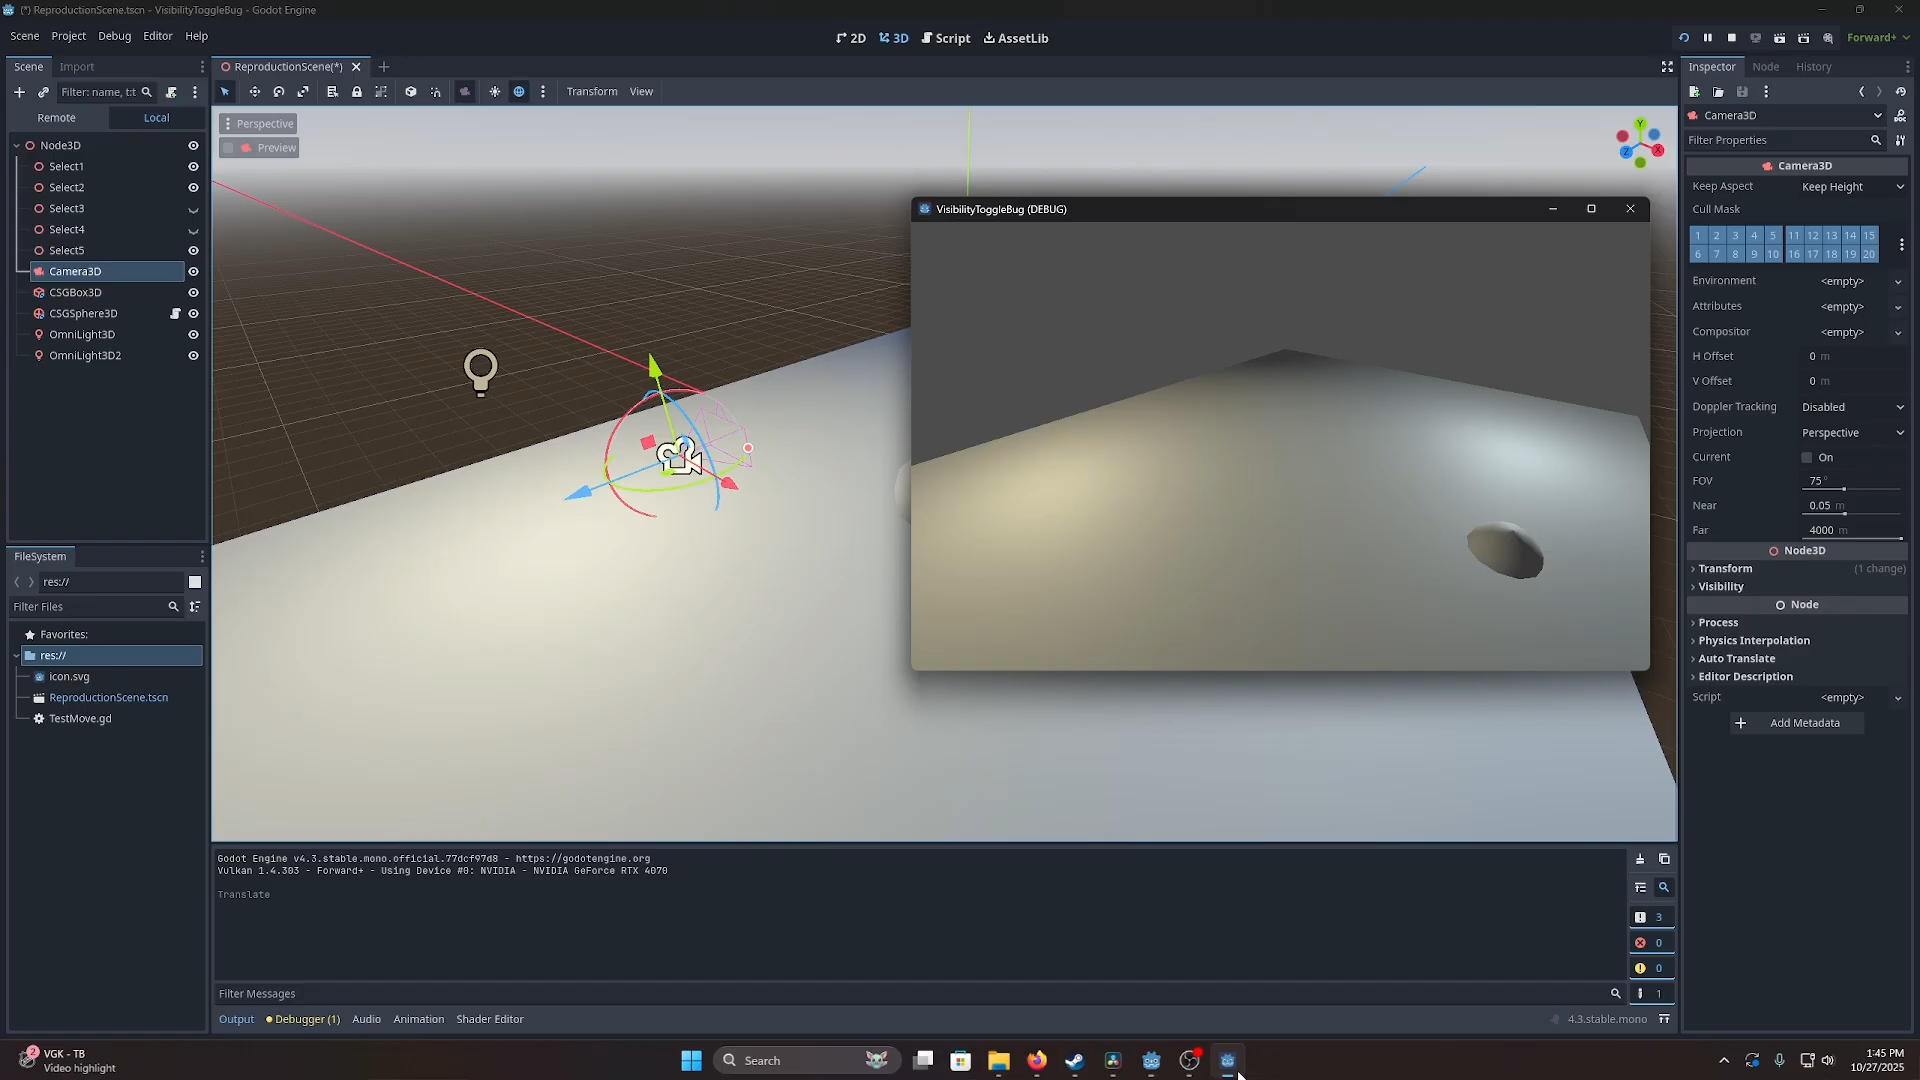 (*) ReproductionScene.tscn - VisibilityToggleBug - Godot Engine
Scene Project Debug Editor Help
2D 3D Script AssetLib
Forward+
Scene Import
Filter: name, t:t
Remote Local
Node3D
Select1
Select2
Select3
Select4
Select5
Camera3D
CSGBox3D
CSGSphere3D
OmniLight3D
OmniLight3D2
FileSystem
res://
Filter Files
Favorites:
res://
icon.svg
ReproductionScene.tscn
TestMove.gd
ReproductionScene(*)
Transform View
Perspective
Preview
Y
Z X
VisibilityToggleBug (DEBUG)
Godot Engine v4.3.stable.mono.official.77dcf97d8 - https://godotengine.org
Vulkan 1.4.303 - Forward+ - Using Device #0: NVIDIA - NVIDIA GeForce RTX 4070
Translate
3
0
0
1
Filter Messages
Output Debugger (1) Audio Animation Shader Editor
4.3.stable.mono
Inspector Node History
Camera3D
DOC
Filter Properties
Camera3D
Keep Aspect Keep Height
Cull Mask
1 2 3 4 5 11 12 13 14 15
6 7 8 9 10 16 17 18 19 20
Environment <empty>
Attributes <empty>
Compositor <empty>
H Offset 0 m
V Offset 0 m
Doppler Tracking Disabled
Projection Perspective
Current On
FOV 75 °
Near 0.05 m
Far 4000 m
Node3D
Transform (1 change)
Visibility
Node
Process
Physics Interpolation
Auto Translate
Editor Description
Script <empty>
Add Metadata
2
VGK - TB
Video highlight
Search
1:45 PM
10/27/2025